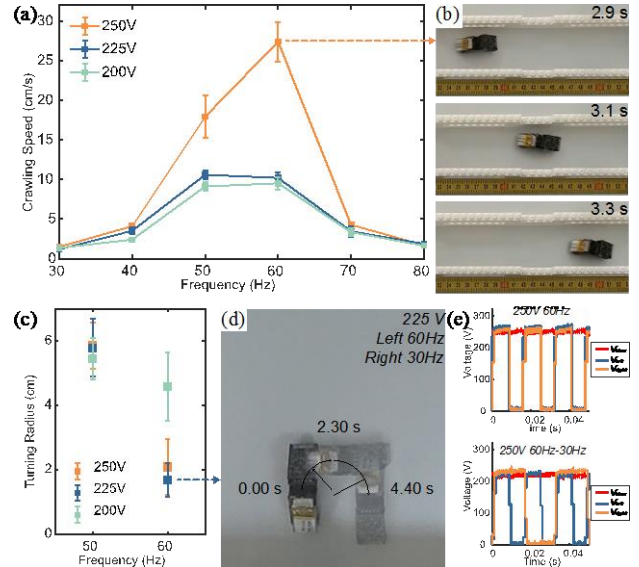 (a)
250V
225V
200V
Crawling Speed (cm/s)
35
30
25
20
15
10
5
0
30
40
50
60
70
80
Frequency (Hz)
(b)
2.9 s
3.1 s
3.3 s
(c)
Turning Radius (cm)
6
4
2
0
250V
225V
200V
50
60
Frequency (Hz)
(d)
225 V
Left 60Hz
Right 30Hz
0.00 s
2.30 s
4.40 s
(e)
250V 60Hz
Voltage (V)
300
200
100
0
0
0.02
0.04
Time (s)
250V 60Hz-30Hz
Voltage (V)
300
200
100
0
0
0.02
0.04
Time (s)